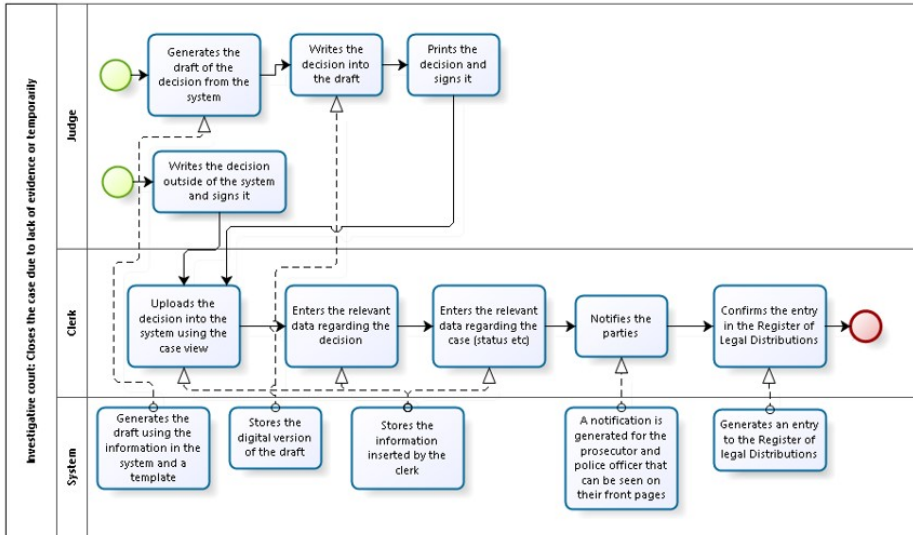 Investigative court: Closes the case due to lack of evidence or temporarily
Judge
Generates the
draft of the
decision from the
system
Writes the
decision into
the draft
Prints the
decision and
signs it
Writes the decision
outside of the system
and signs it
Clerk
Uploads the
decision into the
system using the
case view
Enters the relevant
data regarding the
decision
Enters the relevant
data regarding the
case (status etc)
Notifies the
parties
Confirms the entry
in the Register of
Legal Distributions
System
Generates the
draft using the
information in the
system and a
template
Stores the
digital version
of the draft
Stores the
information
inserted by the
clerk
A notification is
generated for the
prosecutor and
police officer that
can be seen on
their front pages
Generates an entry
to the Register of
legal Distributions